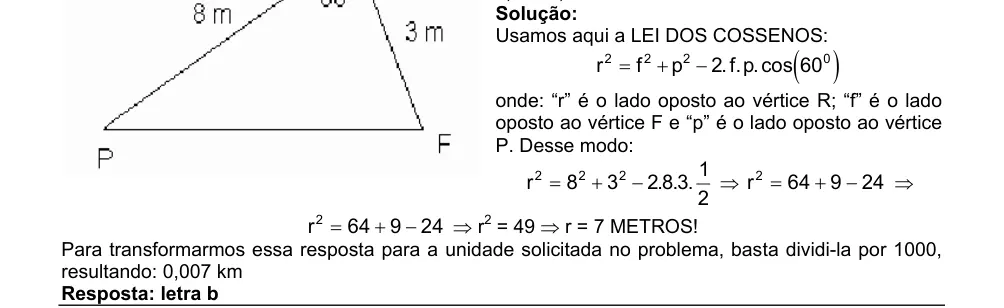 8 m
3 m
P
F
Solução:
Usamos aqui a LEI DOS COSSENOS:
r² = f² + p² − 2.f.p.cos(60⁰)
onde: “r” é o lado oposto ao vértice R; “f” é o lado
oposto ao vértice F e “p” é o lado oposto ao vértice
P. Desse modo:
r² = 8² + 3² − 2.8.3.1/2 ⇒ r² = 64 + 9 − 24 ⇒
r² = 64 + 9 − 24 ⇒ r² = 49 ⇒ r = 7 METROS!
Para transformarmos essa resposta para a unidade solicitada no problema, basta dividi-la por 1000,
resultando: 0,007 km
Resposta: letra b